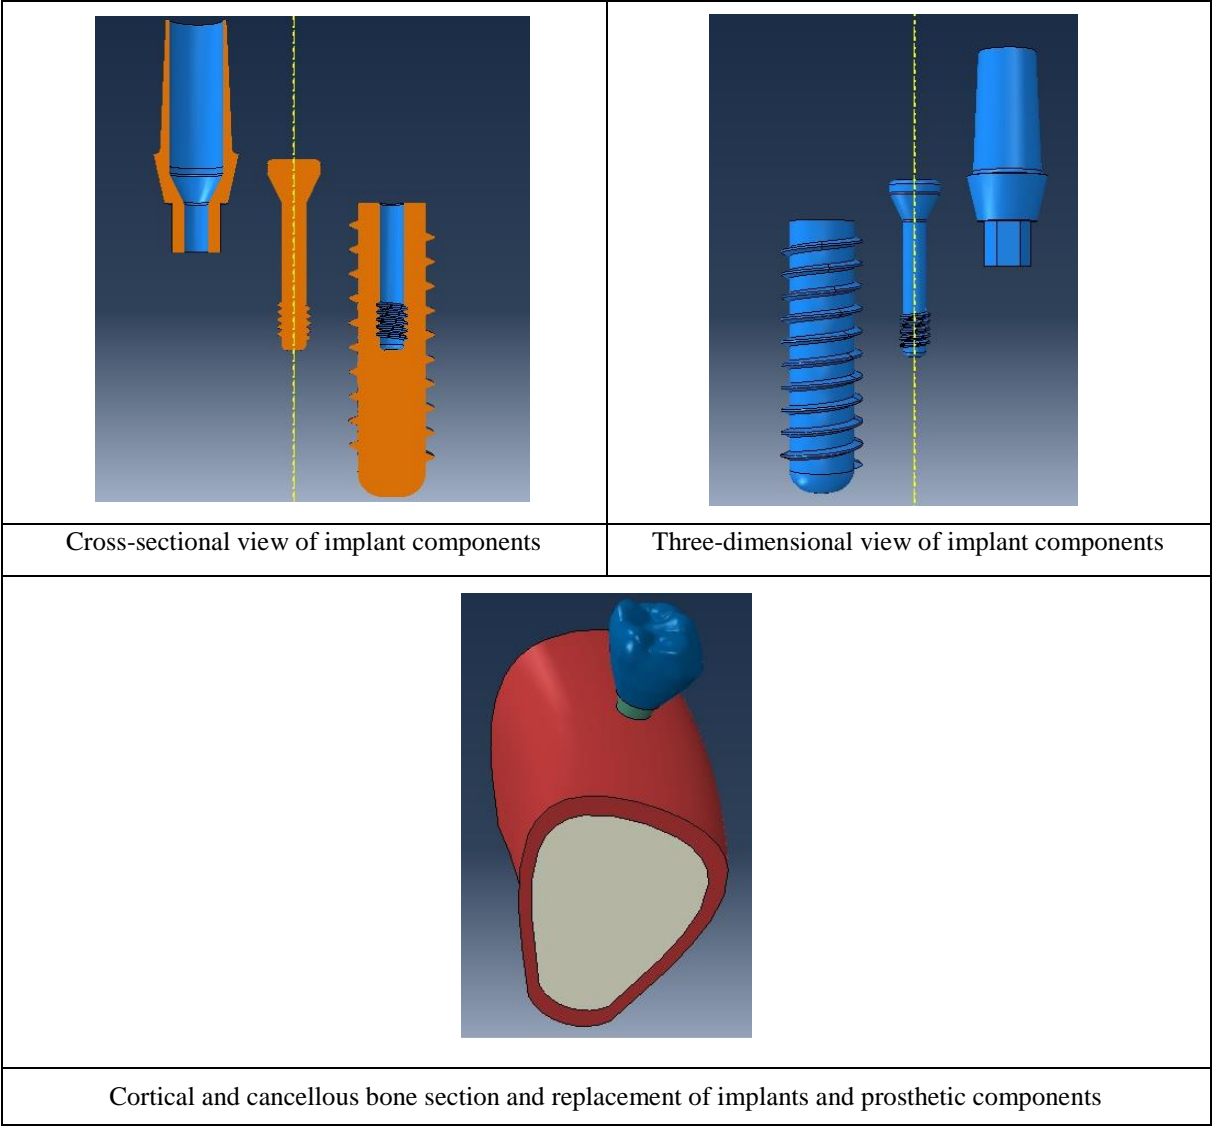 Cross-sectional view of implant components
Three-dimensional view of implant components
Cortical and cancellous bone section and replacement of implants and prosthetic components